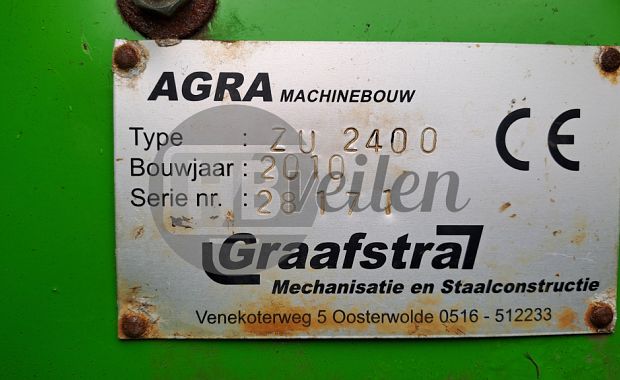 AGRA MACHINEBOUW
CE
Type : ZU 2400
Bouwjaar : 2010
Serie nr. :
veilen
Graafstra
Mechanisatie en Staalconstructie
Venekoterweg 5 Oosterwolde 0516 - 512233